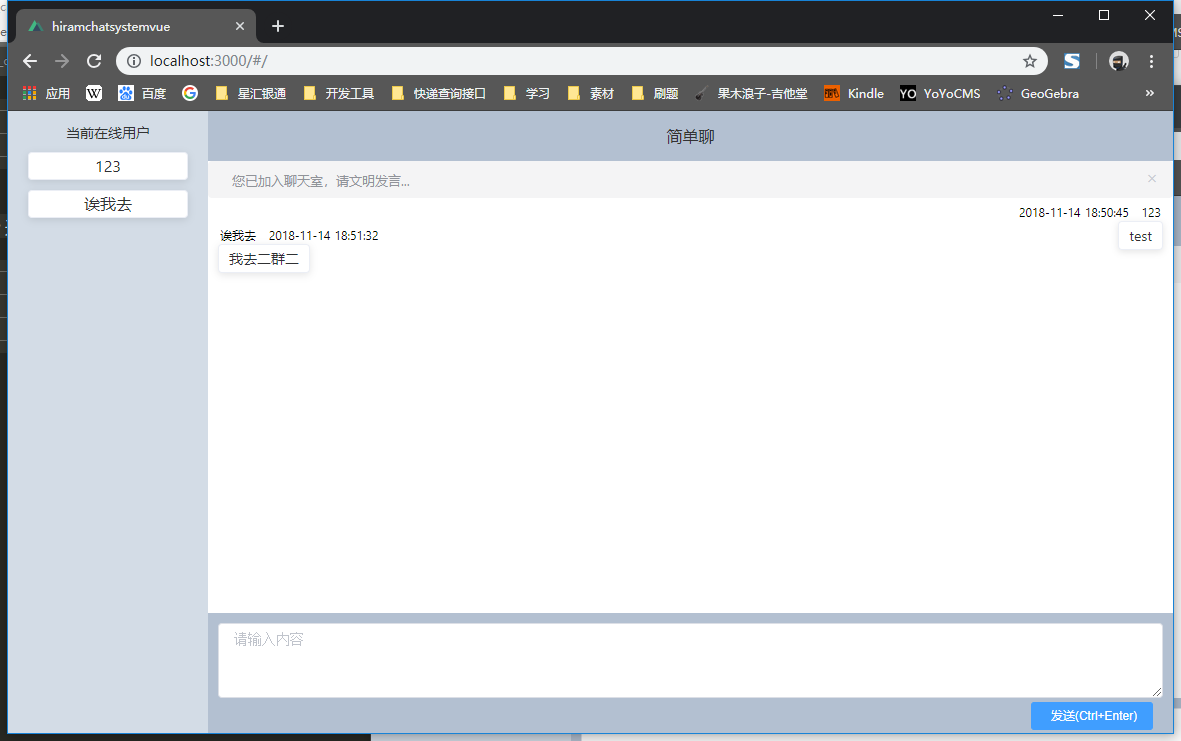 hiramchatsystemvue
localhost:3000/#/
应用 百度 星汇银通 开发工具 快递查询接口 学习 素材 刷题 果木浪子-吉他堂 Kindle YoYoCMS GeoGebra »
当前在线用户
123
诶我去
简单聊
您已加入聊天室，请文明发言...
2018-11-14 18:50:45 123
test
诶我去 2018-11-14 18:51:32
我去二群二
请输入内容
发送(Ctrl+Enter)